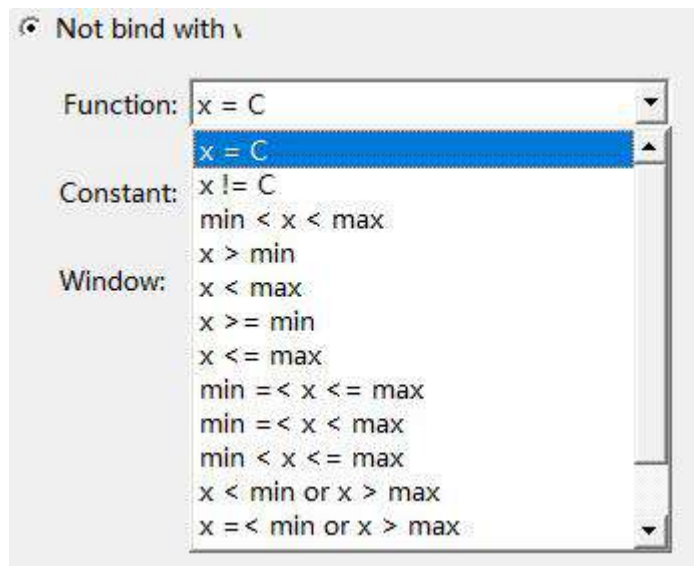 Not bind with
Function: x = C
x = C
Constant: x != C
min < x < max
x > min
Window: x < max
x >= min
x <= max
min =< x <= max
min =< x < max
min < x <= max
x < min or x > max
x =< min or x > max